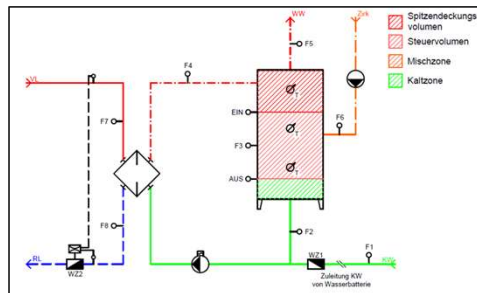 WW
Zirk
F5
F4
VL
F7
EIN
F3
F6
AUS
F8
F2
RL
WZ2
WZ1
F1
KW
Zuleitung KW
von Wasserbatterie
T
T
T
Spitzendeckungs
volumen
Steuervolumen
Mischzone
Kaltzone